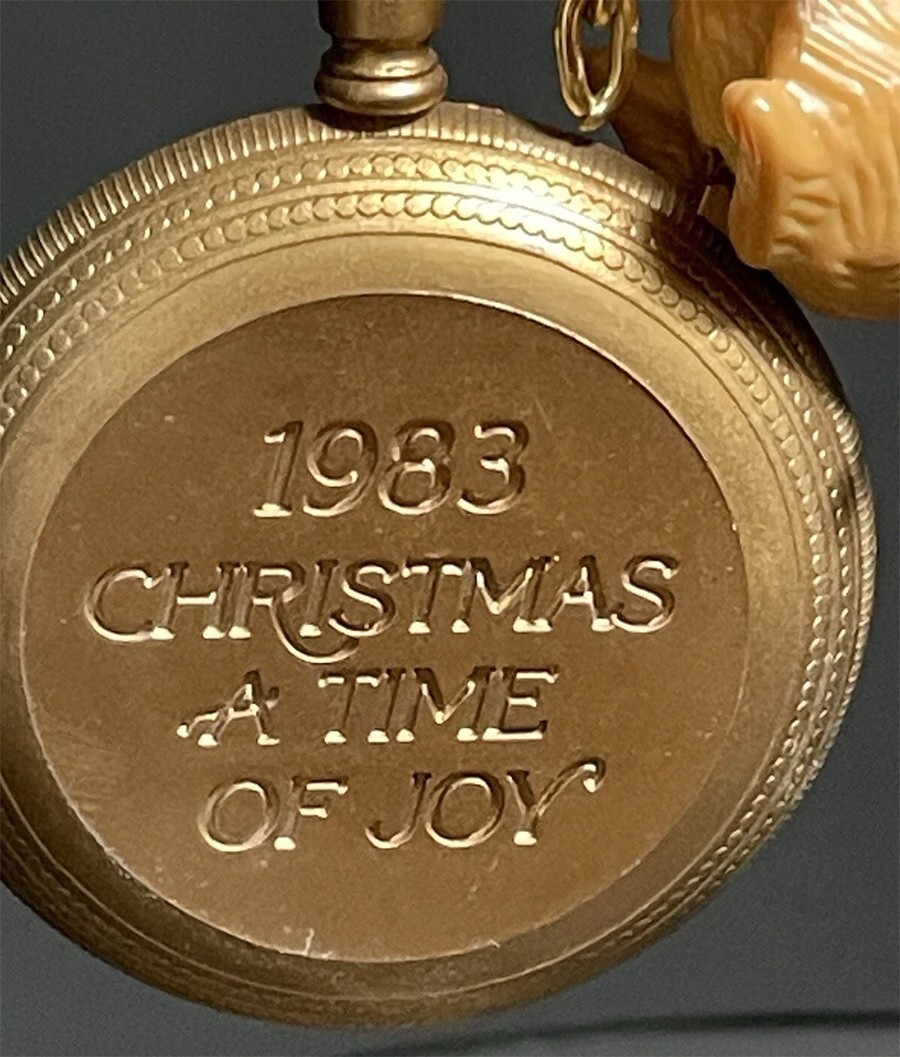 1983
CHRISTMAS
A TIME
OF JOY